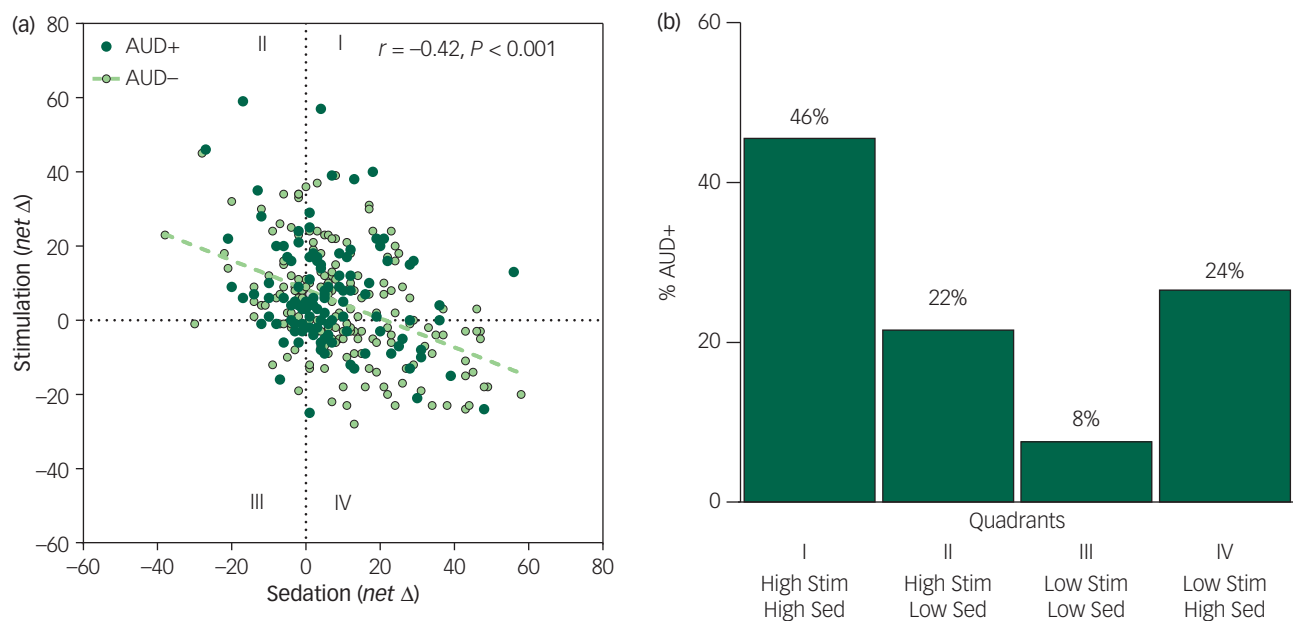 (a)
80
60
40
20
0
−20
−40
−60
Stimulation (net Δ)
AUD+
AUD−
II
I
r = −0.42, P < 0.001
III
IV
−60
−40
−20
0
20
40
60
80
Sedation (net Δ)
(b)
60
40
20
0
% AUD+
46%
22%
8%
24%
Quadrants
I
II
III
IV
High Stim
High Stim
Low Stim
Low Stim
High Sed
Low Sed
Low Sed
High Sed